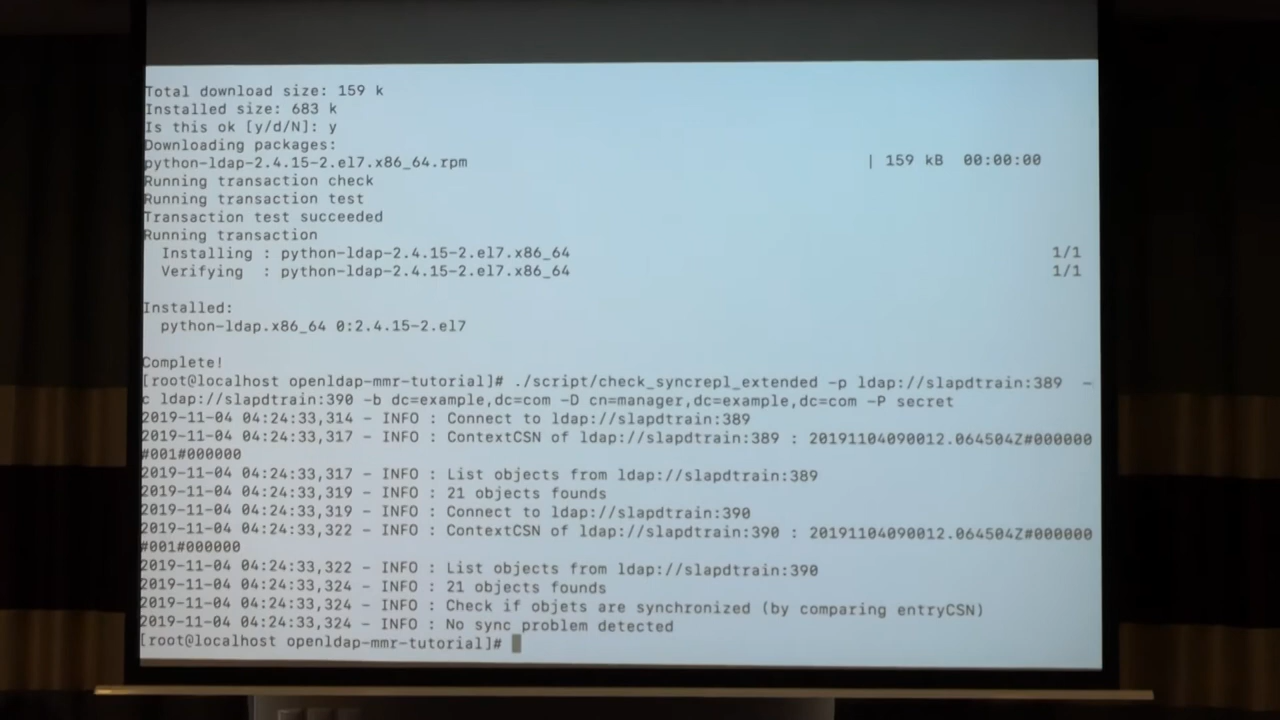 Total download size: 159 k
Installed size: 683 k
Is this ok [y/d/N]: y
Downloading packages:
python-ldap-2.4.15-2.el7.x86_64.rpm | 159 kB 00:00:00
Running transaction check
Running transaction test
Transaction test succeeded
Running transaction
Installing : python-ldap-2.4.15-2.el7.x86_64 1/1
Verifying : python-ldap-2.4.15-2.el7.x86_64 1/1
Installed:
python-ldap.x86_64 0:2.4.15-2.el7
Complete!
[root@localhost openldap-mmr-tutorial]# ./script/check_syncrepl_extended -p ldap://slapdtrain:389 -
c ldap://slapdtrain:390 -b dc=example,dc=com -D cn=manager,dc=example,dc=com -P secret
2019-11-04 04:24:33,314 - INFO : Connect to ldap://slapdtrain:389
2019-11-04 04:24:33,317 - INFO : ContextCSN of ldap://slapdtrain:389 : 20191104090012.064504Z#000000
#001#000000
2019-11-04 04:24:33,317 - INFO : List objects from ldap://slapdtrain:389
2019-11-04 04:24:33,319 - INFO : 21 objects founds
2019-11-04 04:24:33,319 - INFO : Connect to ldap://slapdtrain:390
2019-11-04 04:24:33,322 - INFO : ContextCSN of ldap://slapdtrain:390 : 20191104090012.064504Z#000000
#001#000000
2019-11-04 04:24:33,322 - INFO : List objects from ldap://slapdtrain:390
2019-11-04 04:24:33,324 - INFO : 21 objects founds
2019-11-04 04:24:33,324 - INFO : Check if objets are synchronized (by comparing entryCSN)
2019-11-04 04:24:33,324 - INFO : No sync problem detected
[root@localhost openldap-mmr-tutorial]#